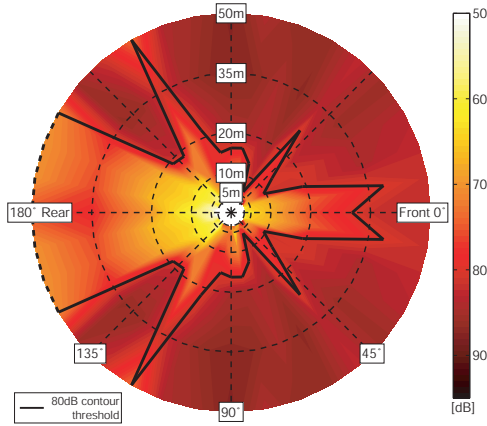 50m
35m
20m
10m
5m
180° Rear
Front 0°
135°
45°
90°
80dB contour
threshold
50
60
70
80
90
[dB]